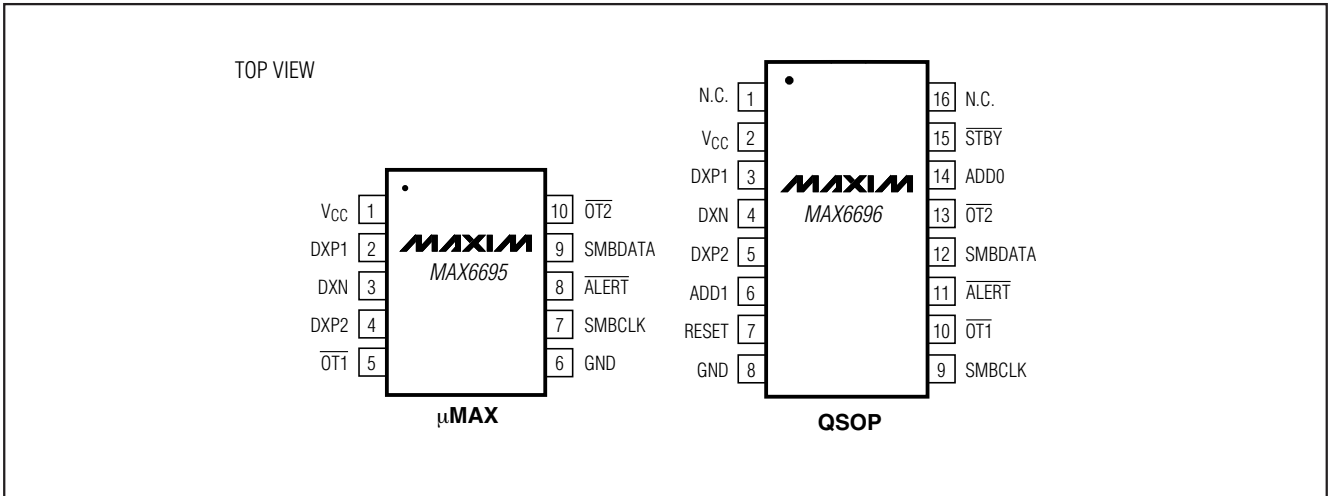 TOP VIEW
VCC 1
DXP1 2
DXN 3
DXP2 4
OT1 5
10 OT2
9 SMBDATA
8 ALERT
7 SMBCLK
6 GND
MAXIM
MAX6695
μMAX
N.C. 1
VCC 2
DXP1 3
DXN 4
DXP2 5
ADD1 6
RESET 7
GND 8
16 N.C.
15 STBY
14 ADD0
13 OT2
12 SMBDATA
11 ALERT
10 OT1
9 SMBCLK
MAXIM
MAX6696
QSOP